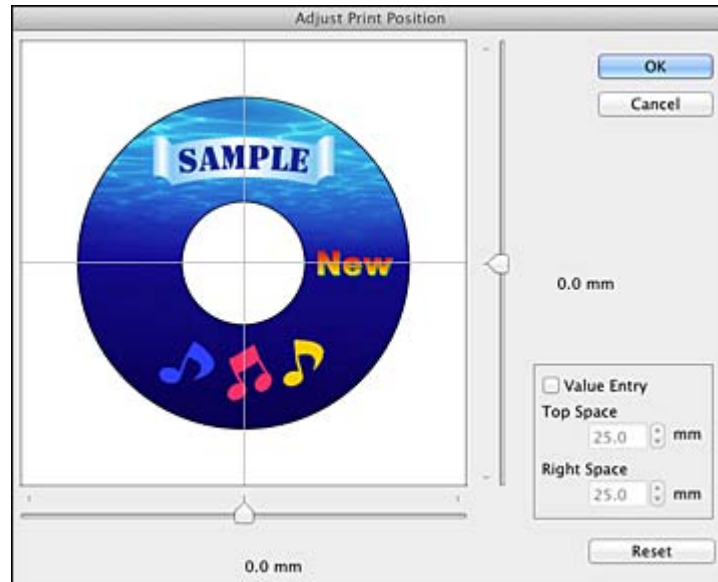 Adjust Print Position
OK
Cancel
SAMPLE
New
0.0 mm
Value Entry
Top Space
25.0 mm
Right Space
25.0 mm
Reset
0.0 mm